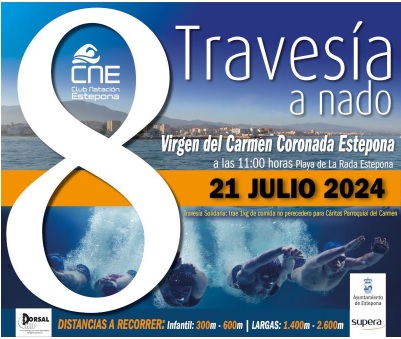 8
CNE
Club Natación
Estepona
Travesía
a nado
Virgen del Carmen Coronada Estepona
a las 11:00 horas Playa de La Rada Estepona
21 JULIO 2024
Travesía Solidaria: trae 1kg de comida no perecedero para Cáritas Parroquial del Carmen
DORSAL
CHIP
DISTANCIAS A RECORRER: Infantil: 300m - 600m | LARGAS: 1.400m - 2.600m
Ayuntamiento
de Estepona
supera